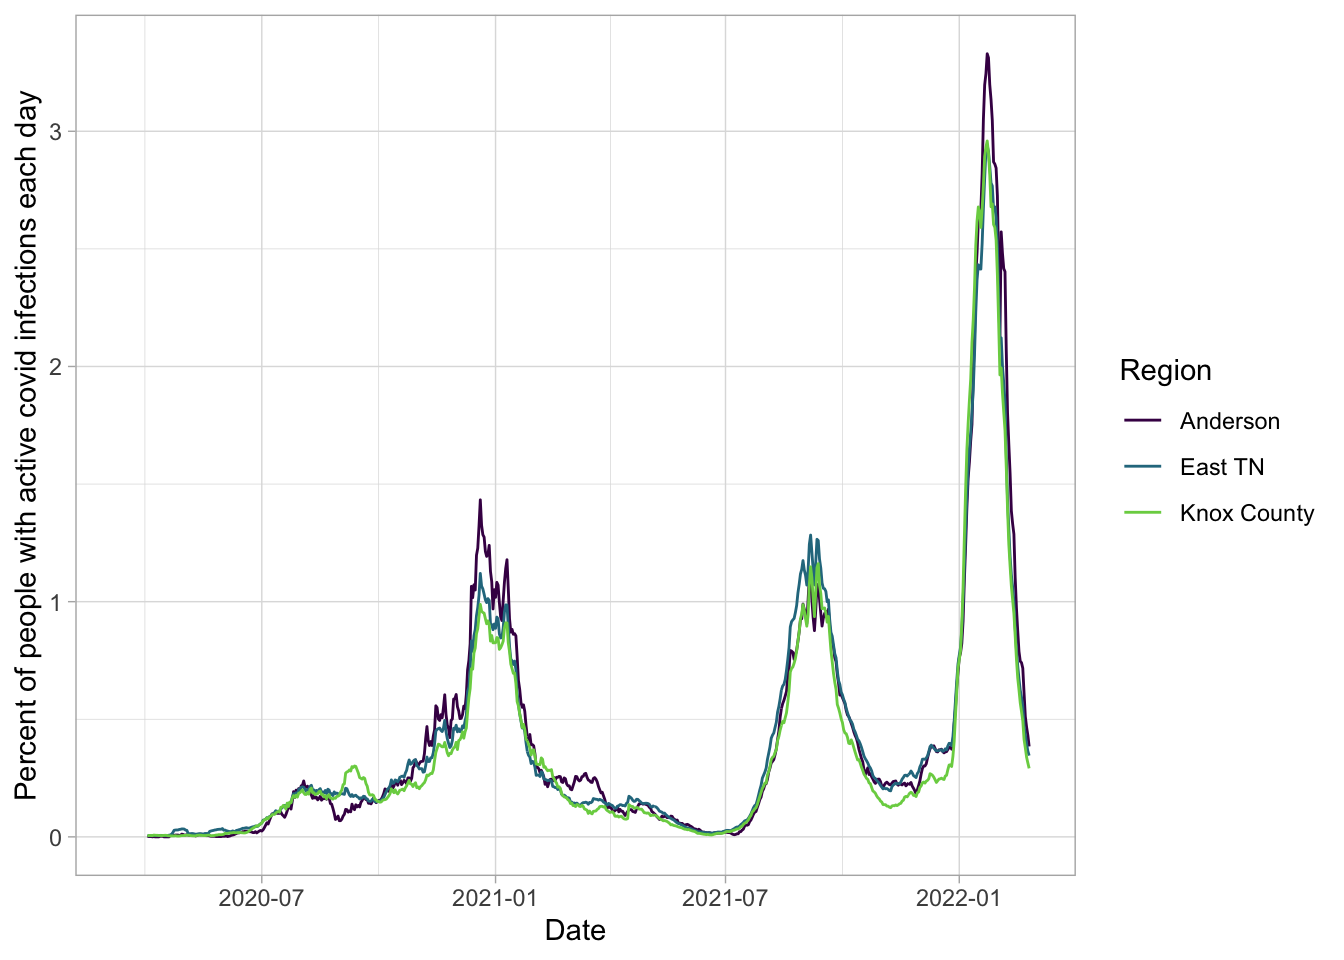 Percent of people with active covid infections each day
3
2
1
0
2020-07
2021-01
2021-07
2022-01
Date
Region
Anderson
East TN
Knox County